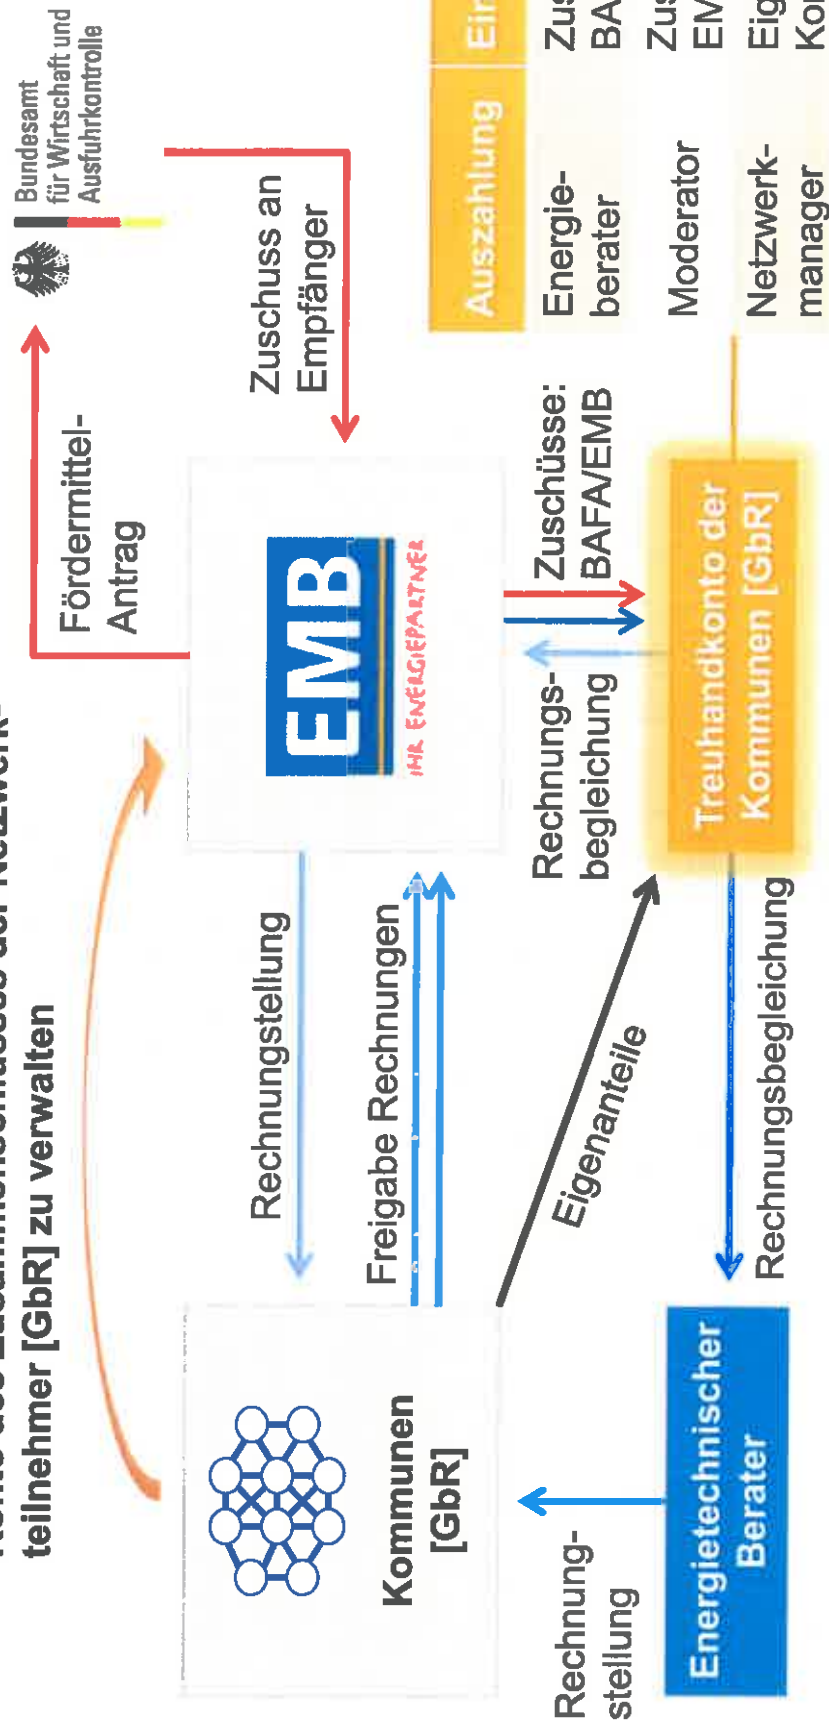 teilnehmer [GbR] zu verwalten
Bundesamt
für Wirtschaft und
Ausfuhrkontrolle
Fördermittel-
Antrag
Zuschuss an
Empfänger
EMB
IHR ENERGIEPARTNER
Rechnungstellung
Freigabe Rechnungen
Kommunen
[GbR]
Eigenanteile
Rechnungs-
begleichung
Zuschüsse:
BAFA/EMB
Rechnung-
stellung
Energietechnischer
Berater
Rechnungsbegleichung
Treuhandkonto der
Kommunen [GbR]
Auszahlung
Energie-
berater
Moderator
Netzwerk-
manager